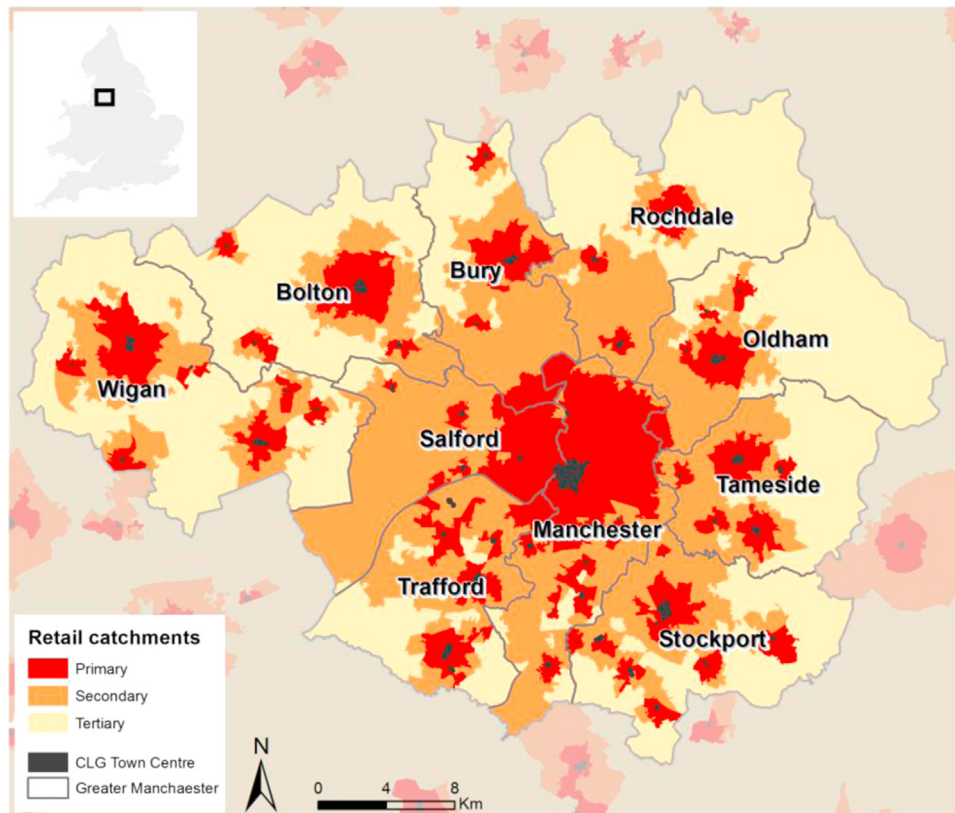 Rochdale
Bury
Bolton
Oldham
Wigan
Salford
Tameside
Manchester
Trafford
Stockport
Retail catchments
Primary
Secondary
Tertiary
CLG Town Centre
Greater Manchaester
N
0 4 8
Km